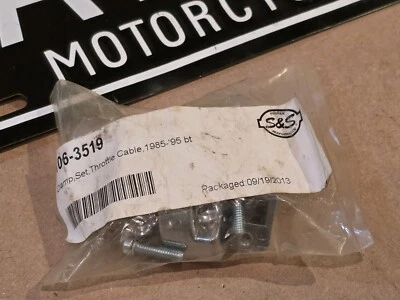 MOTORCYC
06-3519
Clamp,Set,Throttle Cable,1985-'95 bt
S&S
Packaged:09/19/2013